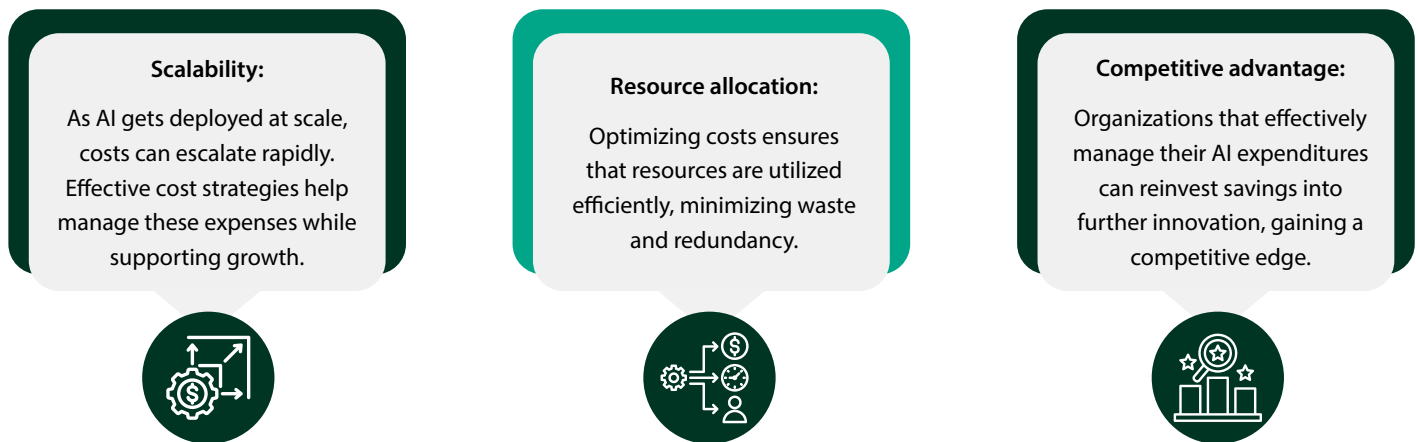 Scalability:
As AI gets deployed at scale,
costs can escalate rapidly.
Effective cost strategies help
manage these expenses while
supporting growth.
Resource allocation:
Optimizing costs ensures
that resources are utilized
efficiently, minimizing waste
and redundancy.
Competitive advantage:
Organizations that effectively
manage their AI expenditures
can reinvest savings into
further innovation, gaining a
competitive edge.
$
$